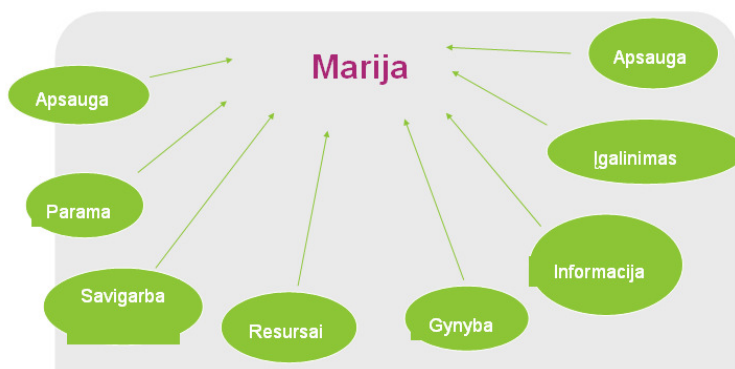 Marija
Apsauga
Apsauga
Parama
Įgalinimas
Savigarba
Informacija
Resursai
Gynyba